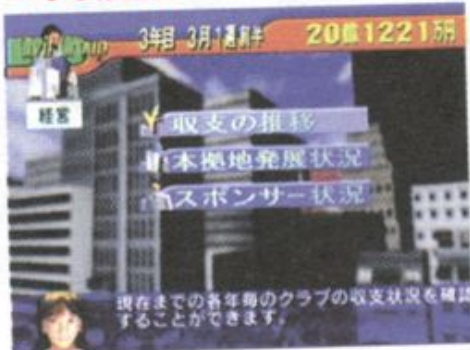 3年目 3月1週前半
20億1221万円
経営
収支の推移
本拠地発展状況
スポンサー状況
現在までの各年毎のクラブの収支状況を確認
することができます。